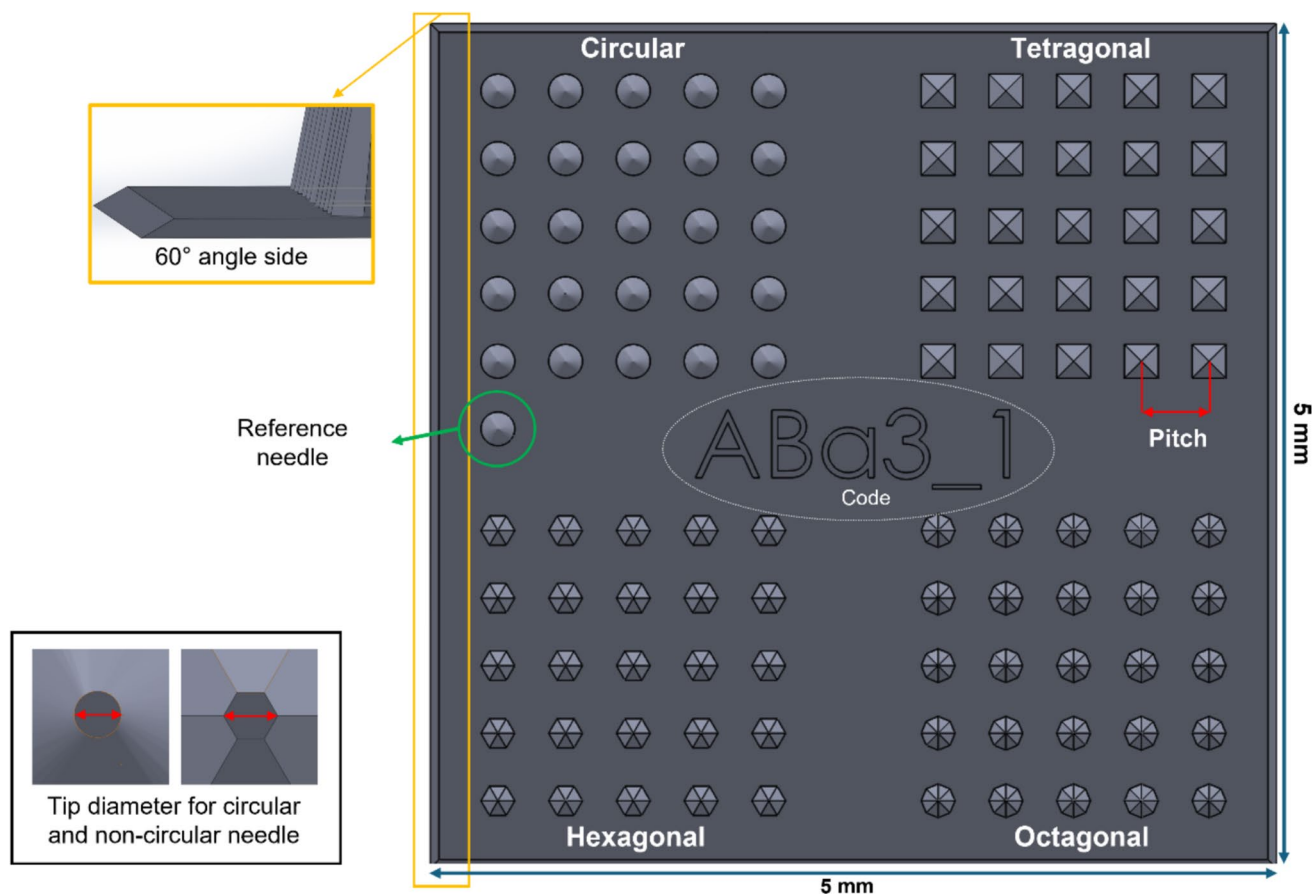 Circular
Tetragonal
60° angle side
Reference
needle
ABa3_1
Code
Pitch
5 mm
Tip diameter for circular
and non-circular needle
Hexagonal
Octagonal
5 mm